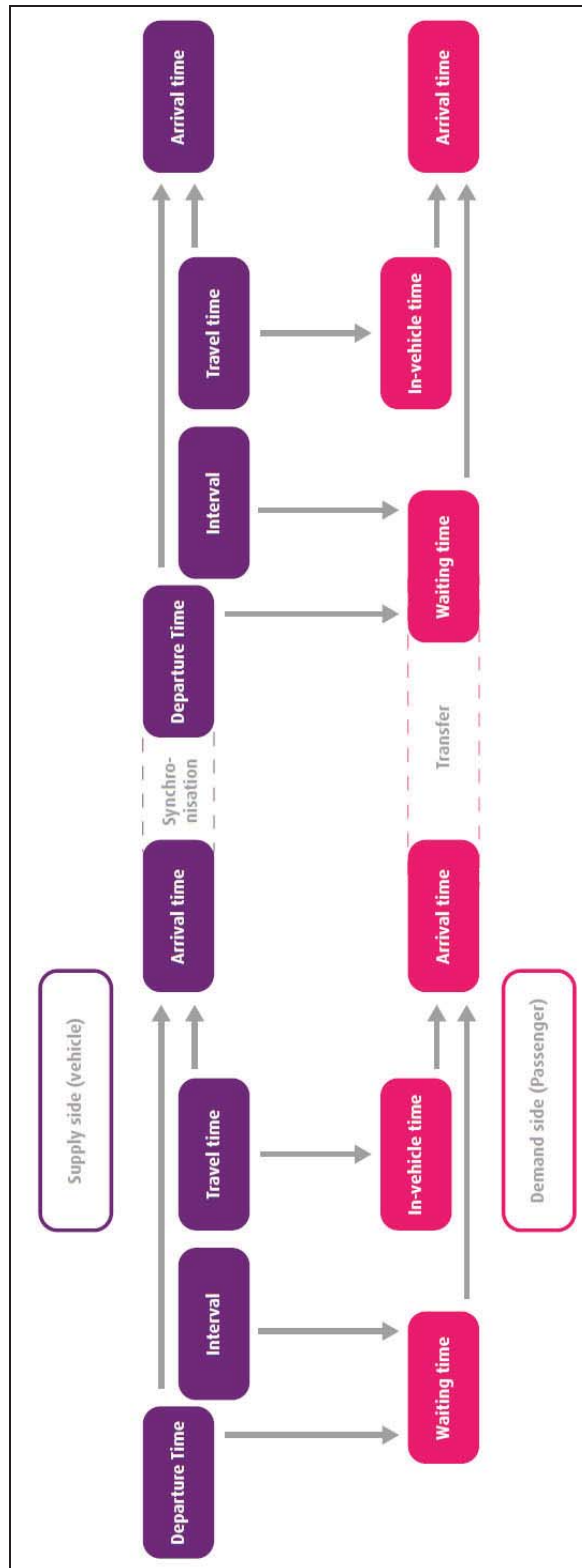 Supply side (vehicle)
Departure Time
Arrival time
Synchro-
nisation
Departure Time
Arrival time
Interval
Travel time
Interval
Travel time
In-vehicle time
In-vehicle time
Waiting time
Arrival time
Transfer
Waiting time
Arrival time
Demand side (Passenger)